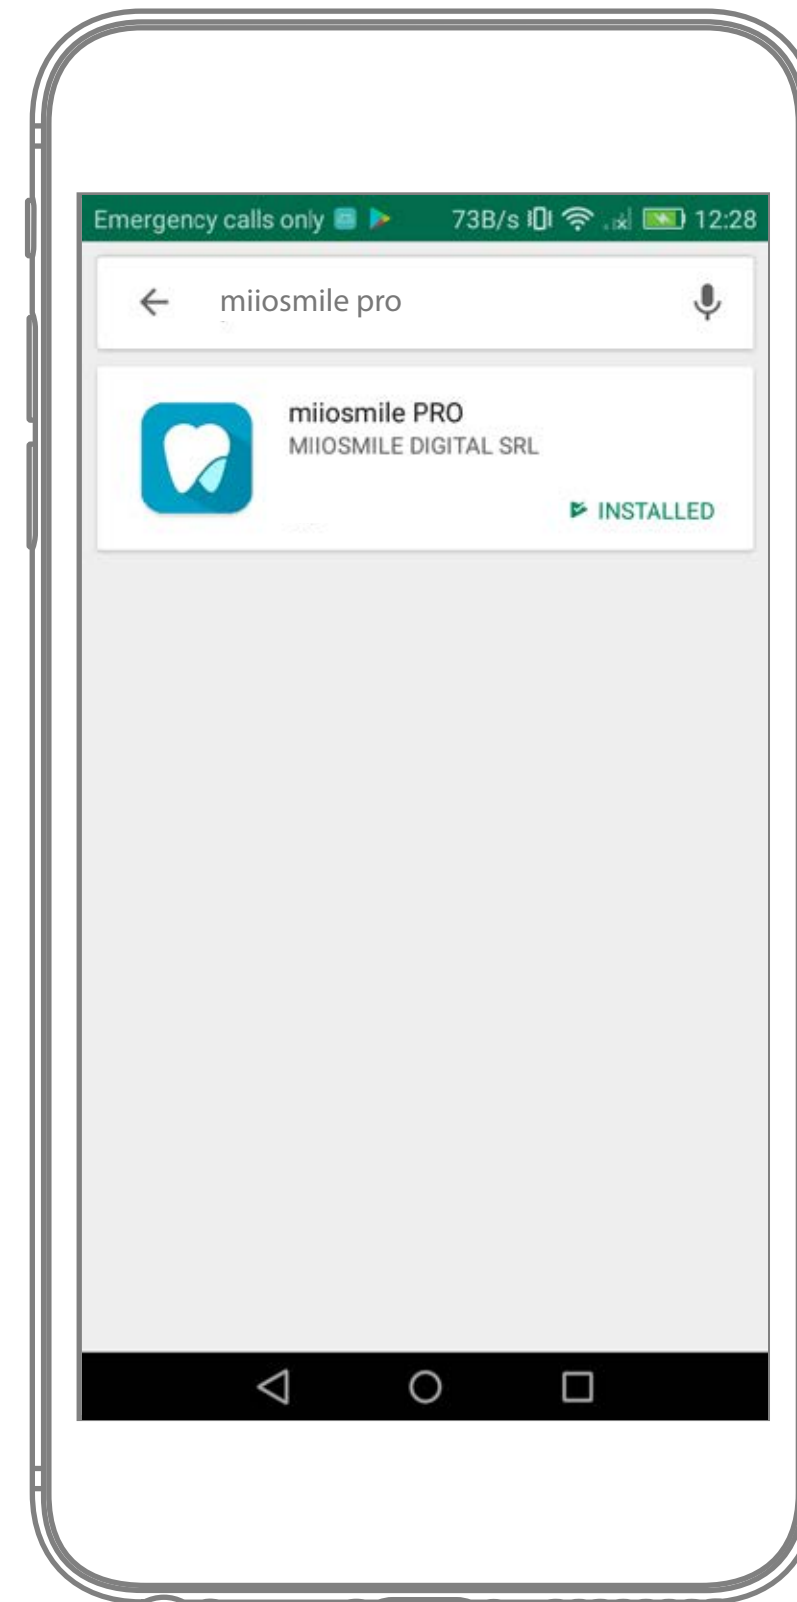 Emergency calls only 73B/s 12:28
miiosmile pro
miiosmile PRO
MIIOSMILE DIGITAL SRL
INSTALLED